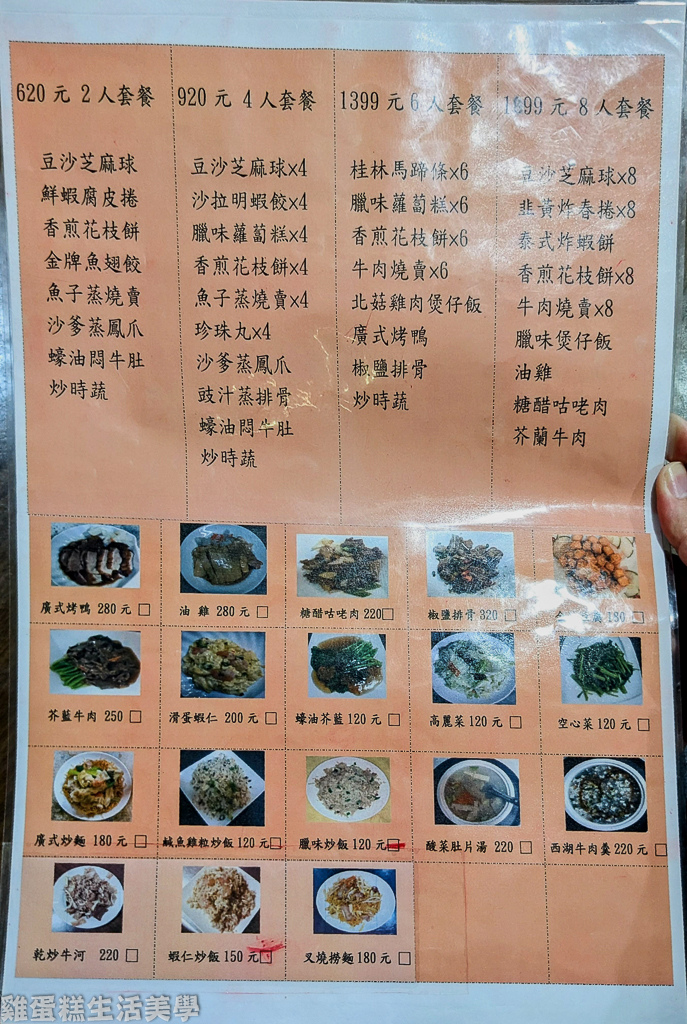 620 元 2 人套餐
豆沙芝麻球
鮮蝦腐皮捲
香煎花枝餅
金牌魚翅餃
魚子蒸燒賣
沙爹蒸鳳爪
蠔油悶牛肚
炒時蔬
920 元 4 人套餐
豆沙芝麻球x4
沙拉明蝦餃x4
臘味蘿蔔糕x4
香煎花枝餅x4
魚子蒸燒賣x4
珍珠丸x4
沙爹蒸鳳爪
豉汁蒸排骨
蠔油悶牛肚
炒時蔬
1399 元 6 人套餐
桂林馬蹄條x6
臘味蘿蔔糕x6
香煎花枝餅x6
牛肉燒賣x6
北菇雞肉煲仔飯
廣式烤鴨
椒鹽排骨
炒時蔬
1899 元 8 人套餐
豆沙芝麻球x8
韭黃炸春捲x8
泰式炸蝦餅
香煎花枝餅x8
牛肉燒賣x8
臘味煲仔飯
油雞
糖醋咕咾肉
芥蘭牛肉
廣式烤鴨 280 元 □
油雞 280 元 □
糖醋咕咾肉 220 □
椒鹽排骨 320 □
180 □
芥藍牛肉 250 □
滑蛋蝦仁 200 元 □
蠔油芥藍 120 元 □
高麗菜 120 元 □
空心菜 120 元 □
廣式炒麵 180 元 □
鹹魚雞粒炒飯 120 元 □
臘味炒飯 120 元 □
酸菜肚片湯 220 □
西湖牛肉羹 220 元 □
乾炒牛河 220 □
蝦仁炒飯 150 元 □
叉燒撈麵 180 元 □
雞蛋糕生活美學